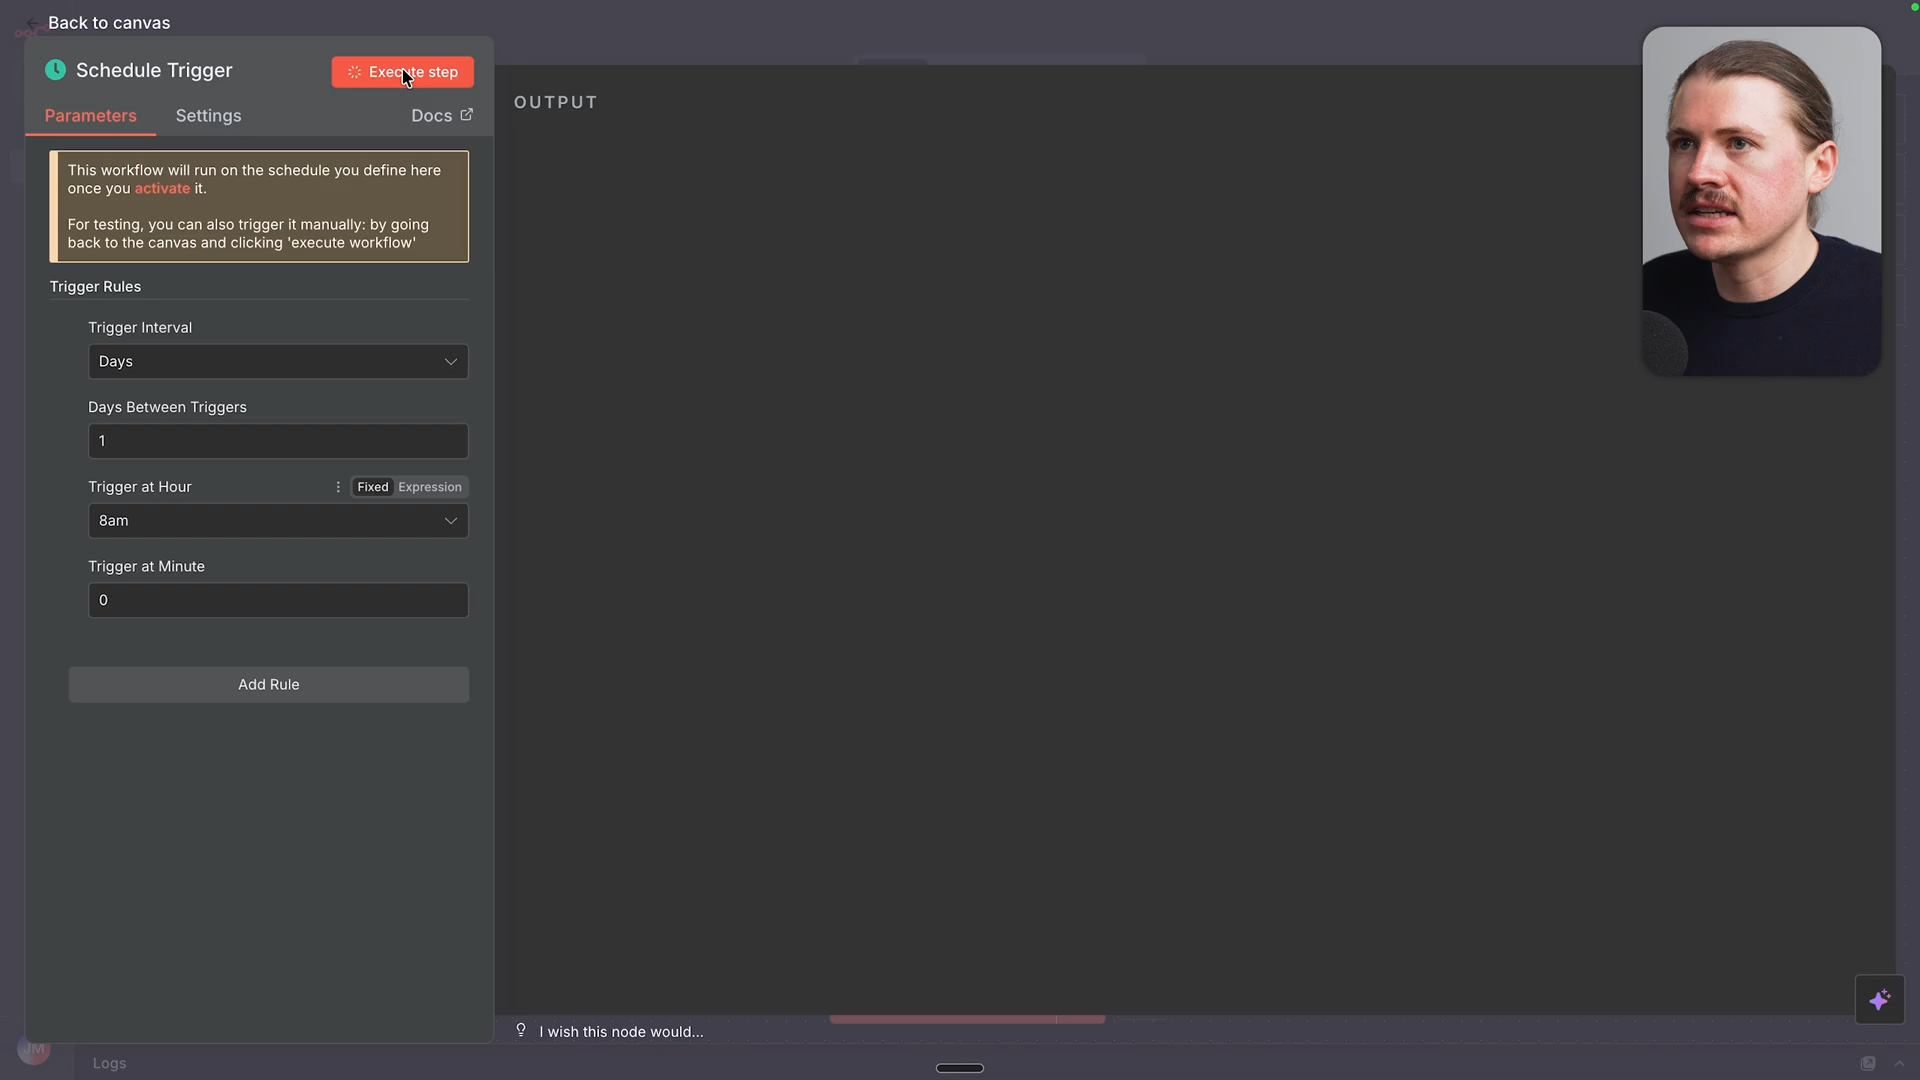 Back to canvas
Schedule Trigger
Execute step
Parameters
Settings
Docs
OUTPUT
This workflow will run on the schedule you define here
once you activate it.
For testing, you can also trigger it manually: by going
back to the canvas and clicking 'execute workflow'
Trigger Rules
Trigger Interval
Days
Days Between Triggers
1
Trigger at Hour
Fixed
Expression
8am
Trigger at Minute
0
Add Rule
I wish this node would...
JM
Logs